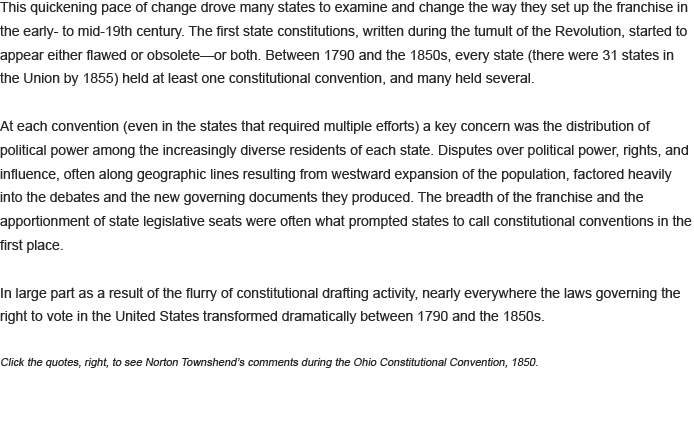 This quickening pace of change drove many states to examine and change the way they set up the franchise in
the early- to mid-19th century. The first state constitutions, written during the tumult of the Revolution, started to
appear either flawed or obsolete—or both. Between 1790 and the 1850s, every state (there were 31 states in
the Union by 1855) held at least one constitutional convention, and many held several.

At each convention (even in the states that required multiple efforts) a key concern was the distribution of
political power among the increasingly diverse residents of each state. Disputes over political power, rights, and
influence, often along geographic lines resulting from westward expansion of the population, factored heavily
into the debates and the new governing documents they produced. The breadth of the franchise and the
apportionment of state legislative seats were often what prompted states to call constitutional conventions in the
first place.

In large part as a result of the flurry of constitutional drafting activity, nearly everywhere the laws governing the
right to vote in the United States transformed dramatically between 1790 and the 1850s.

Click the quotes, right, to see Norton Townshend's comments during the Ohio Constitutional Convention, 1850.